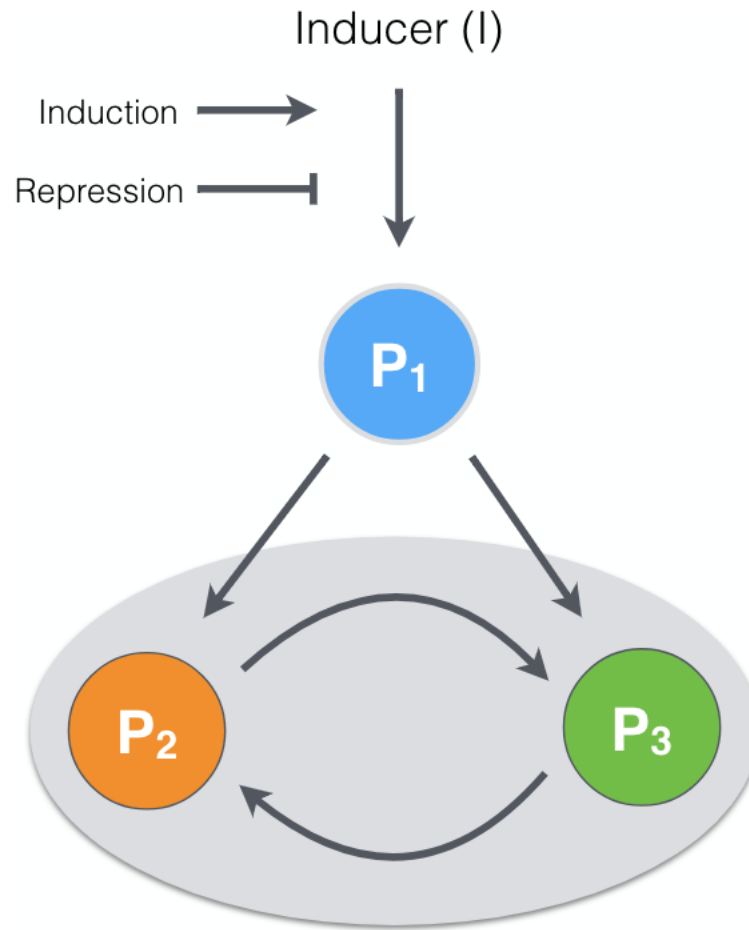 Inducer (I)
Induction
Repression
P₁
P₂
P₃